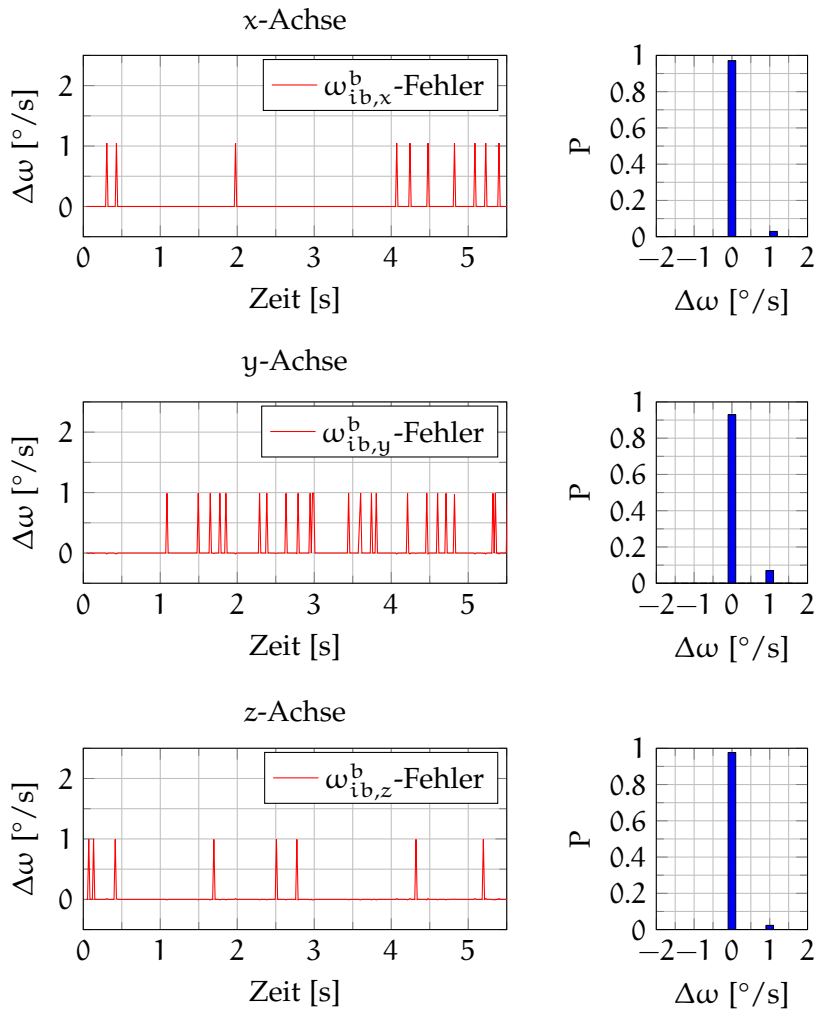 x-Achse
2
1
0
Δω [°/s]
ω^b_{ib,x}-Fehler
0 1 2 3 4 5
Zeit [s]
1
0.8
0.6
0.4
0.2
0
P
−2 −1 0 1 2
Δω [°/s]
y-Achse
2
1
0
Δω [°/s]
ω^b_{ib,y}-Fehler
0 1 2 3 4 5
Zeit [s]
1
0.8
0.6
0.4
0.2
0
P
−2 −1 0 1 2
Δω [°/s]
z-Achse
2
1
0
Δω [°/s]
ω^b_{ib,z}-Fehler
0 1 2 3 4 5
Zeit [s]
1
0.8
0.6
0.4
0.2
0
P
−2 −1 0 1 2
Δω [°/s]